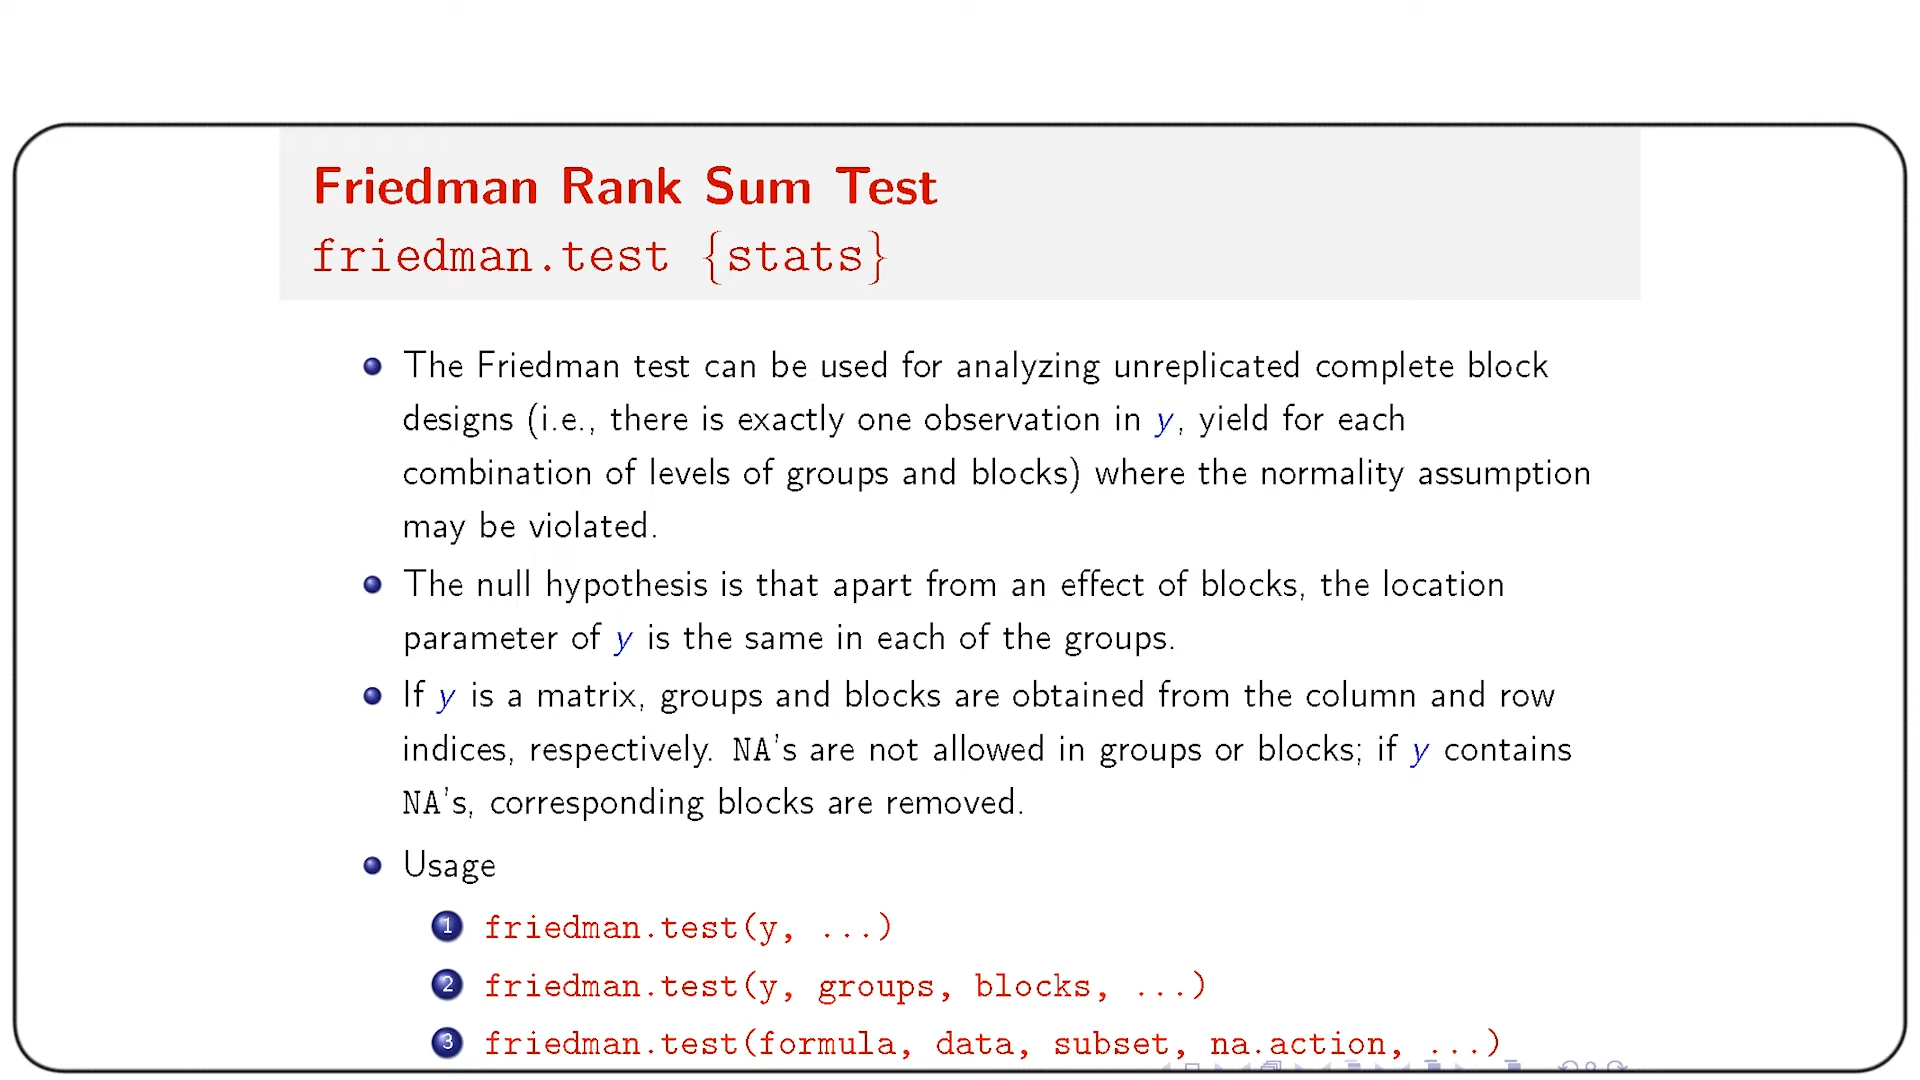 Friedman Rank Sum Test
friedman.test {stats}
The Friedman test can be used for analyzing unreplicated complete block
designs (i.e., there is exactly one observation in y, yield for each
combination of levels of groups and blocks) where the normality assumption
may be violated.
The null hypothesis is that apart from an effect of blocks, the location
parameter of y is the same in each of the groups.
If y is a matrix, groups and blocks are obtained from the column and row
indices, respectively. NA's are not allowed in groups or blocks; if y contains
NA's, corresponding blocks are removed.
Usage
1 friedman.test(y, ...)
2 friedman.test(y, groups, blocks, ...)
3 friedman.test(formula, data, subset, na.action, ...)